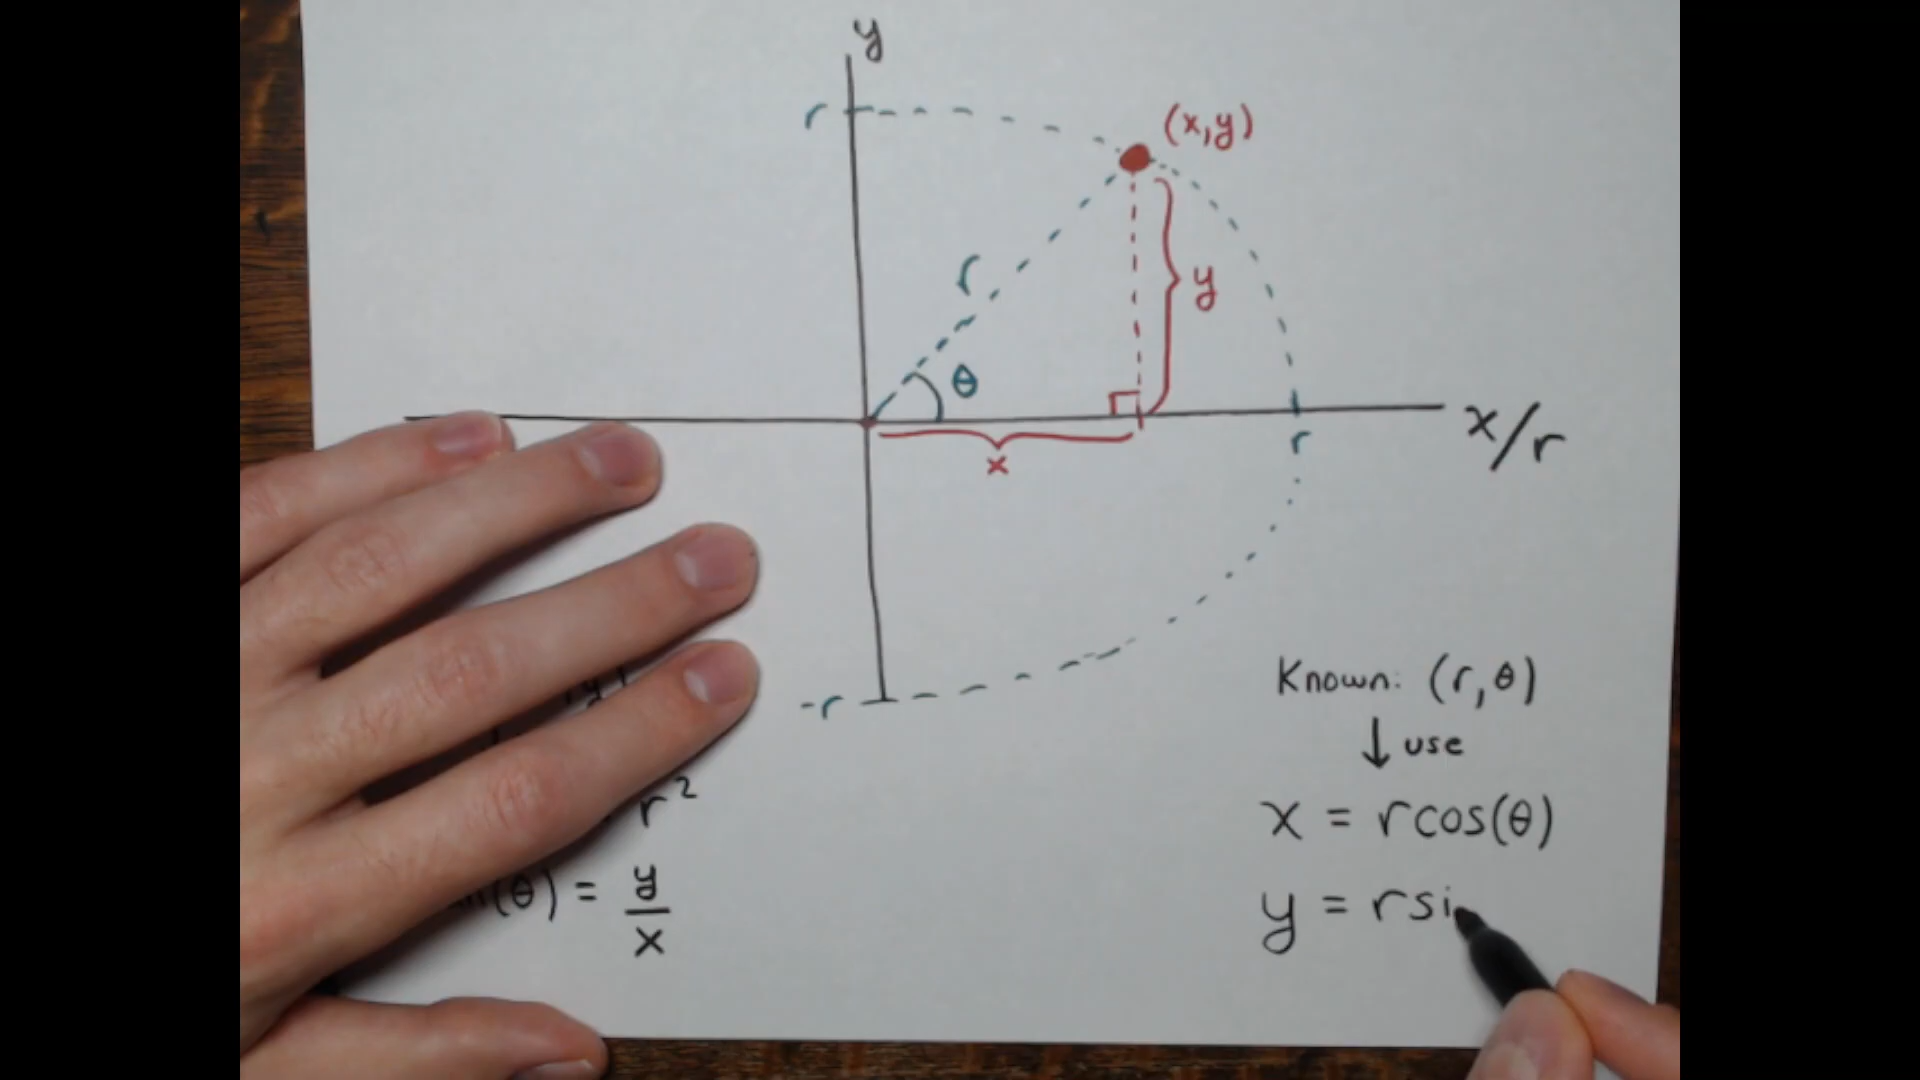 y
r
(x,y)
r
y
θ
x/r
x
r
-r
Known: (r,θ)
↓ use
r²
x = rcos(θ)
(θ) = y/x
y = rsi